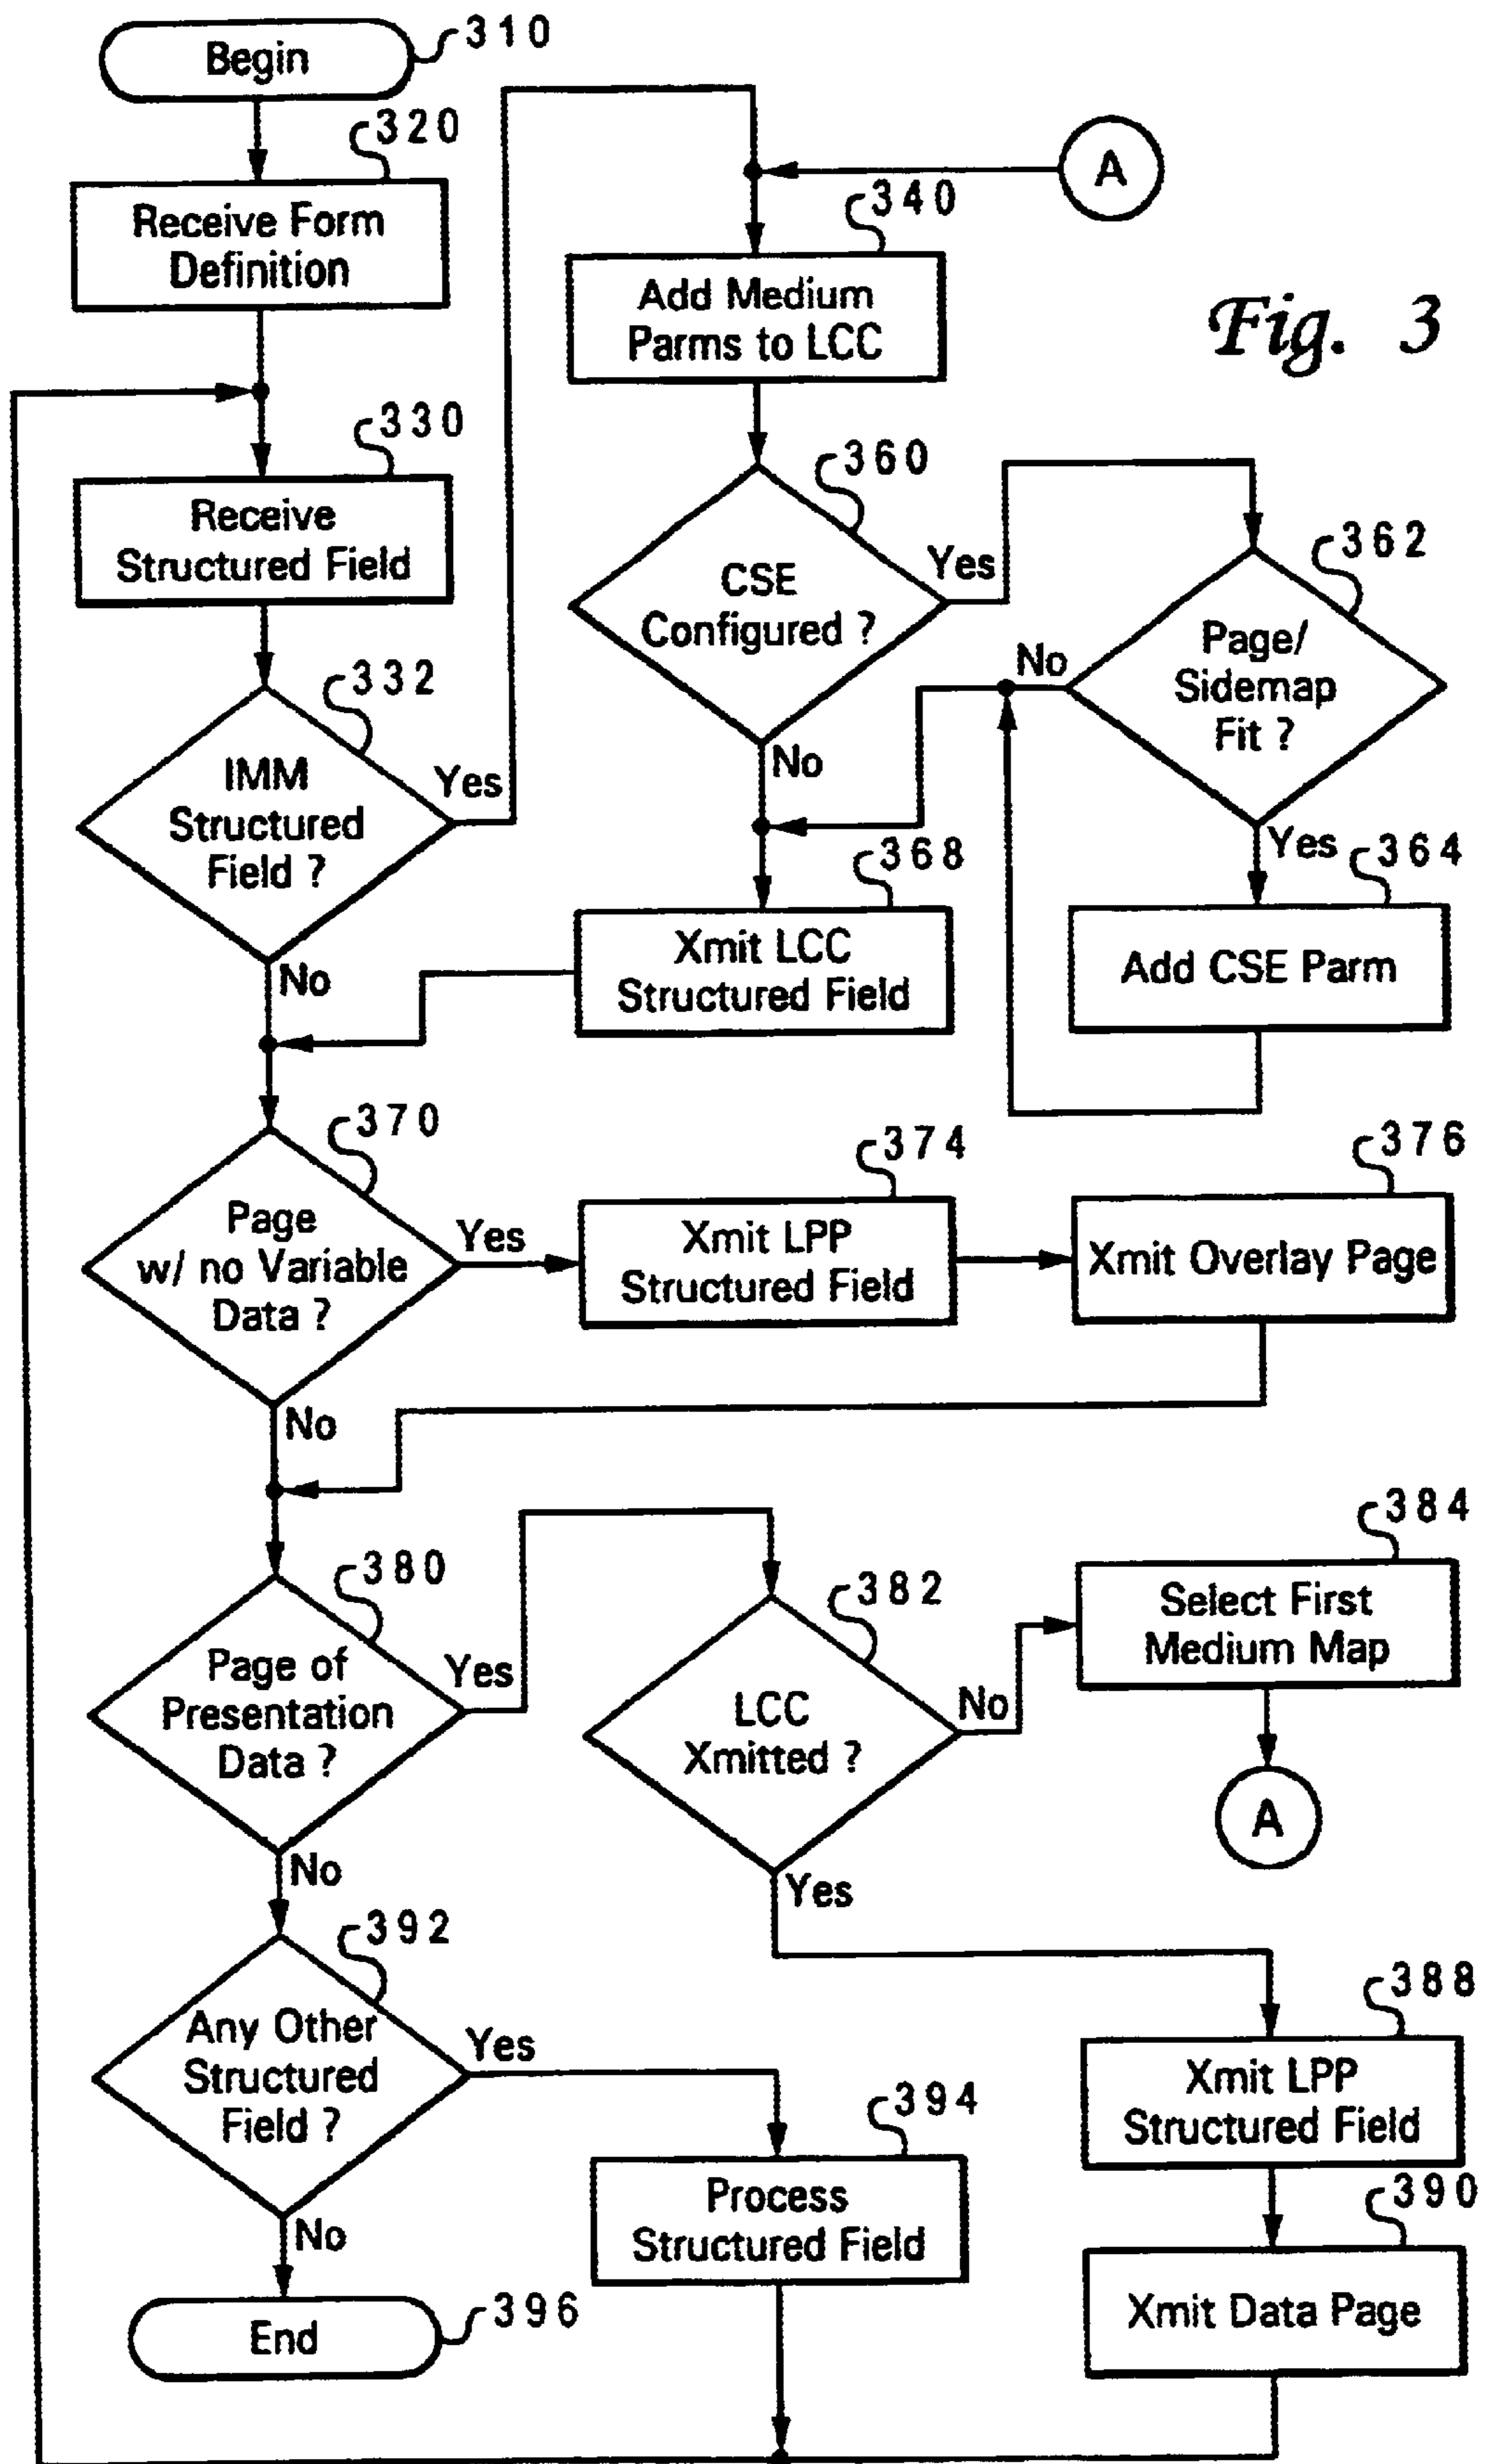 Begin
310
320
Receive Form
Definition
A
340
Add Medium
Parms to LCC
Fig. 3
330
Receive
Structured Field
360
CSE
Configured ?
Yes
No
362
Page/
Sidemap
Fit ?
No
Yes
332
IMM
Structured
Field ?
Yes
No
364
Add CSE Parm
368
Xmit LCC
Structured Field
370
Page
w/ no Variable
Data ?
Yes
No
374
Xmit LPP
Structured Field
376
Xmit Overlay Page
380
Page of
Presentation
Data ?
Yes
No
382
LCC
Xmitted ?
No
Yes
384
Select First
Medium Map
A
392
Any Other
Structured
Field ?
Yes
No
388
Xmit LPP
Structured Field
394
Process
Structured Field
390
Xmit Data Page
End
396